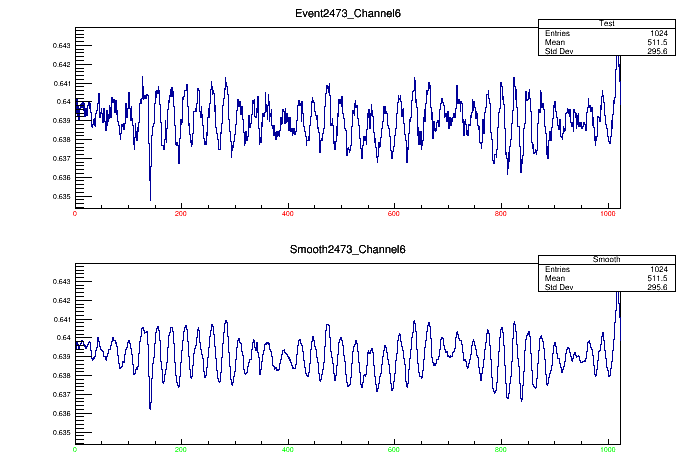 Event2473_Channel6
Test
Entries 1024
Mean 511.5
Std Dev 295.6
0.643
0.642
0.641
0.64
0.639
0.638
0.637
0.636
0.635
0 200 400 600 800 1000
Smooth2473_Channel6
Smooth
Entries 1024
Mean 511.5
Std Dev 295.6
0.643
0.642
0.641
0.64
0.639
0.638
0.637
0.636
0.635
0 200 400 600 800 1000